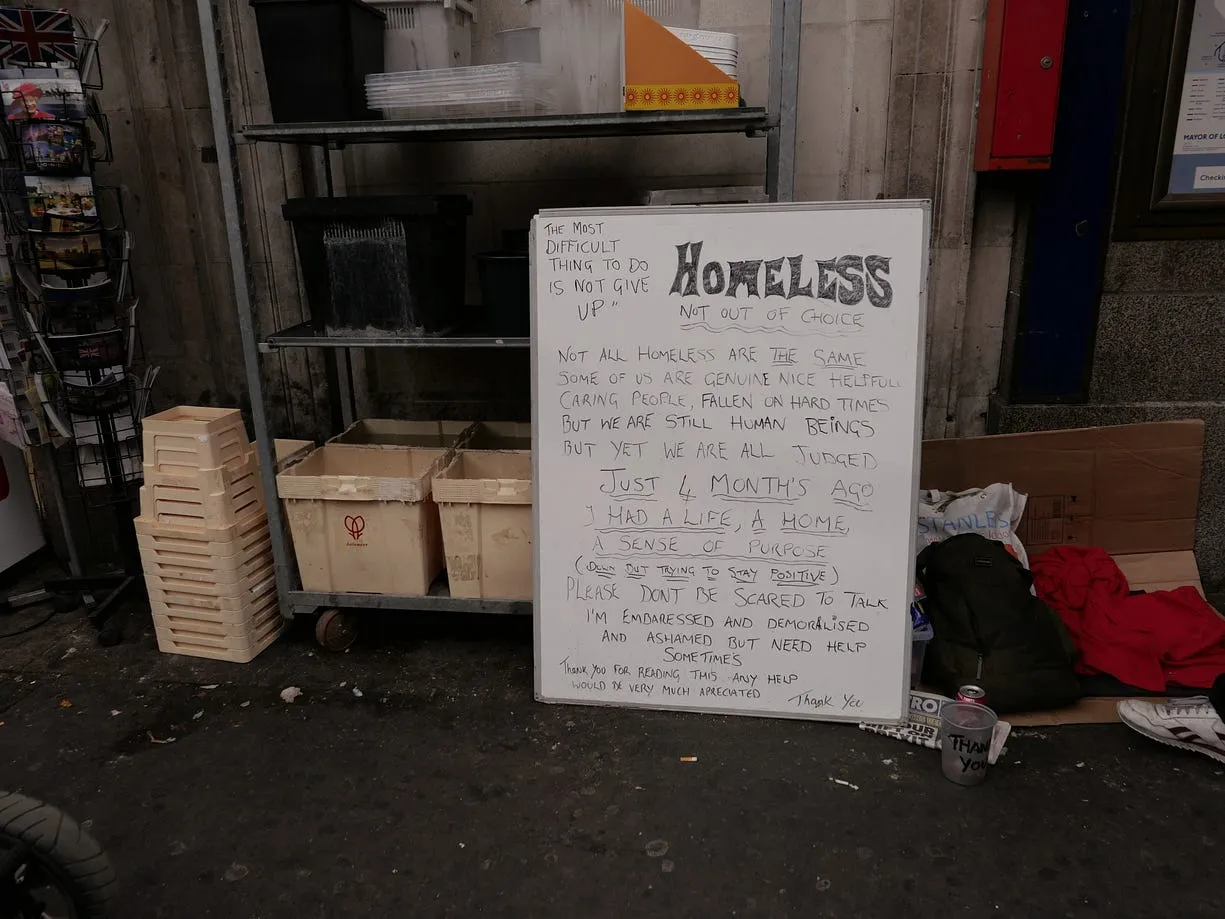 THE MOST
DIFFICULT
THING TO DO
IS NOT GIVE
UP"
HOMELESS
NOT OUT OF CHOICE
NOT ALL HOMELESS ARE THE SAME
SOME OF US ARE GENUINE NICE HELPFUL
CARING PEOPLE, FALLEN ON HARD TIMES
BUT WE ARE STILL HUMAN BEINGS
BUT YET WE ARE ALL JUDGED
JUST 4 MONTH'S AGO
I HAD A LIFE, A HOME,
A SENSE OF PURPOSE
(DOWN BUT TRYING TO STAY POSITIVE)
PLEASE DONT BE SCARED TO TALK
I'M EMBARESSED AND DEMORALISED
AND ASHAMED BUT NEED HELP
SOMETIMES
THANK YOU FOR READING THIS ANY HELP
WOULD BE VERY MUCH APRECIATED
Thank You
MAYOR OF LO
Checkin
STANLEES
THAN
YOU